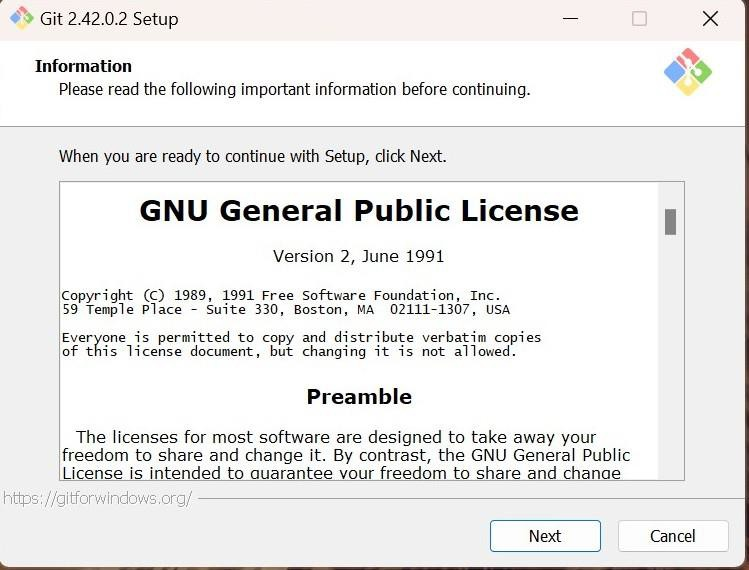 Git 2.42.0.2 Setup
Information
Please read the following important information before continuing.
When you are ready to continue with Setup, click Next.
GNU General Public License
Version 2, June 1991
Copyright (C) 1989, 1991 Free Software Foundation, Inc.
59 Temple Place - Suite 330, Boston, MA  02111-1307, USA
Everyone is permitted to copy and distribute verbatim copies
of this license document, but changing it is not allowed.
Preamble
The licenses for most software are designed to take away your
freedom to share and change it. By contrast, the GNU General Public
License is intended to guarantee your freedom to share and change
https://gitforwindows.org/
Next
Cancel